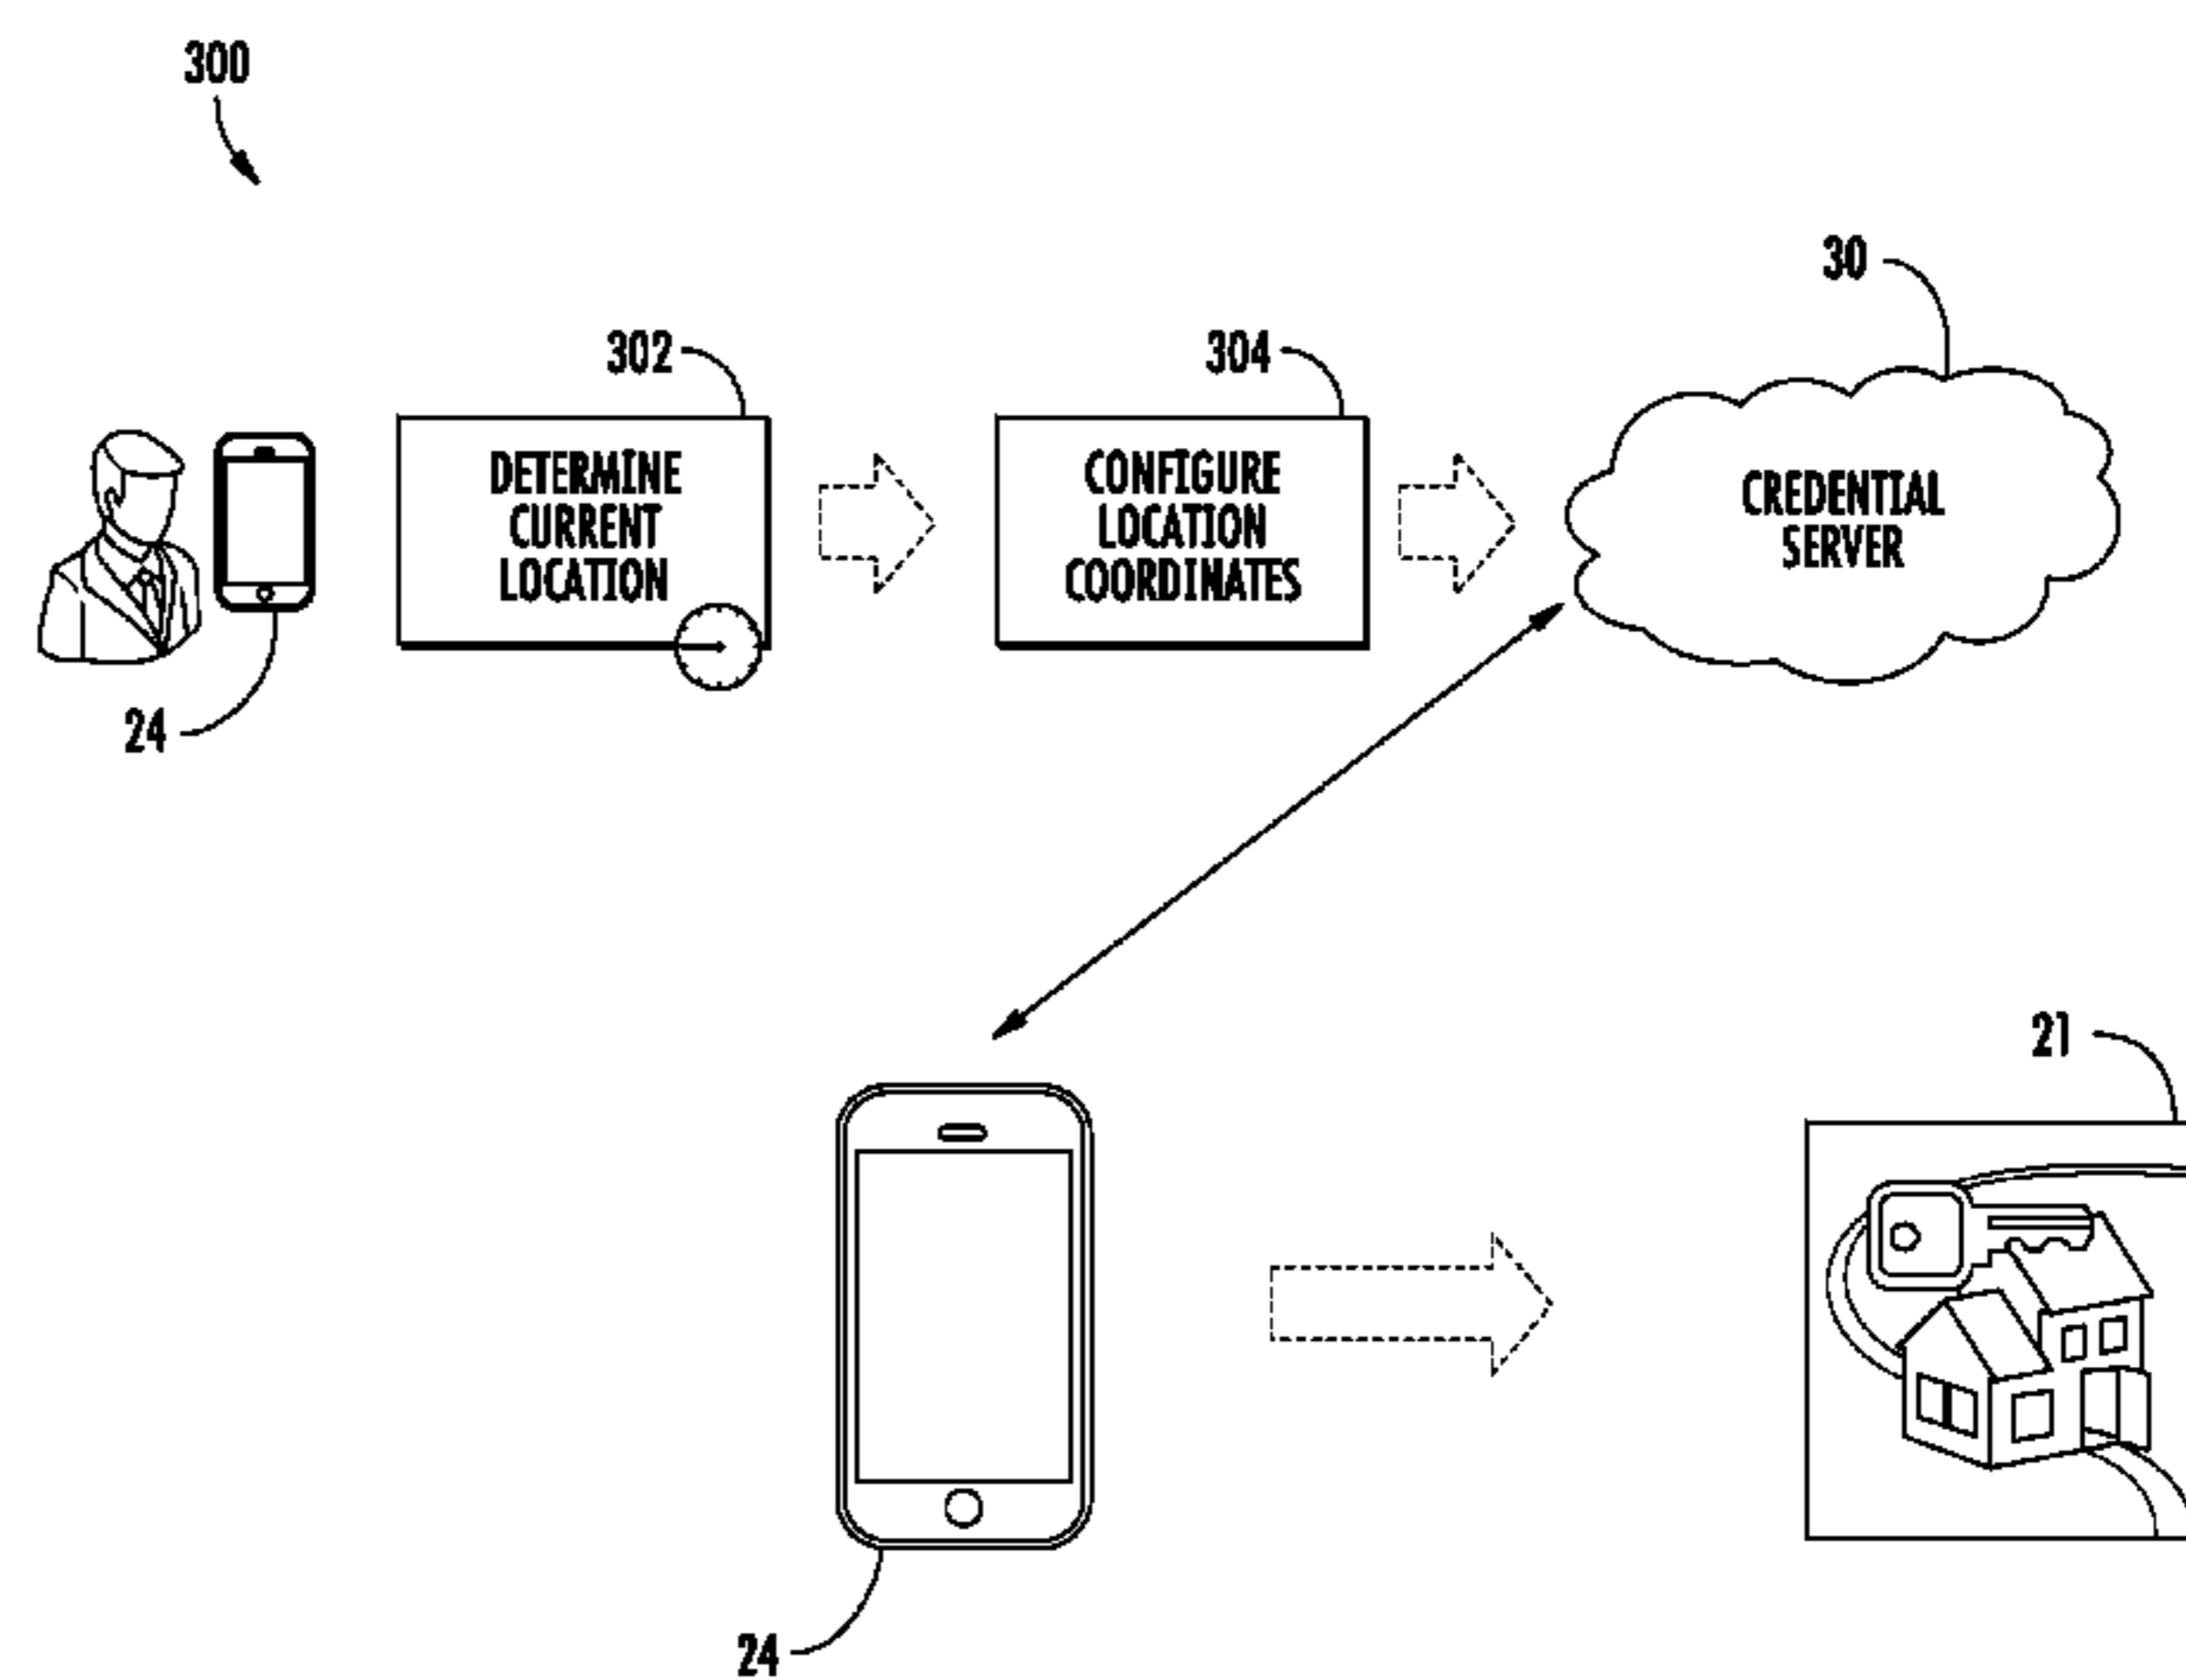 300
30
302
304
DETERMINE
CURRENT
LOCATION
CONFIGURE
LOCATION
COORDINATES
CREDENTIAL
SERVER
24
21
24